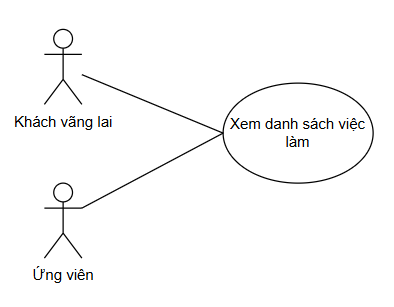 Khách vãng lai
Xem danh sách việc
làm
Ứng viên